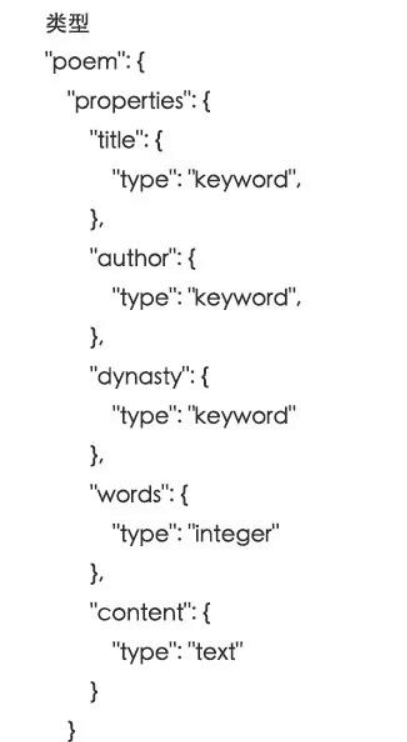 类型
"poem": {
"properties": {
"title": {
"type": "keyword",
},
"author": {
"type": "keyword",
},
"dynasty": {
"type": "keyword"
},
"words": {
"type": "integer"
},
"content": {
"type": "text"
}
}